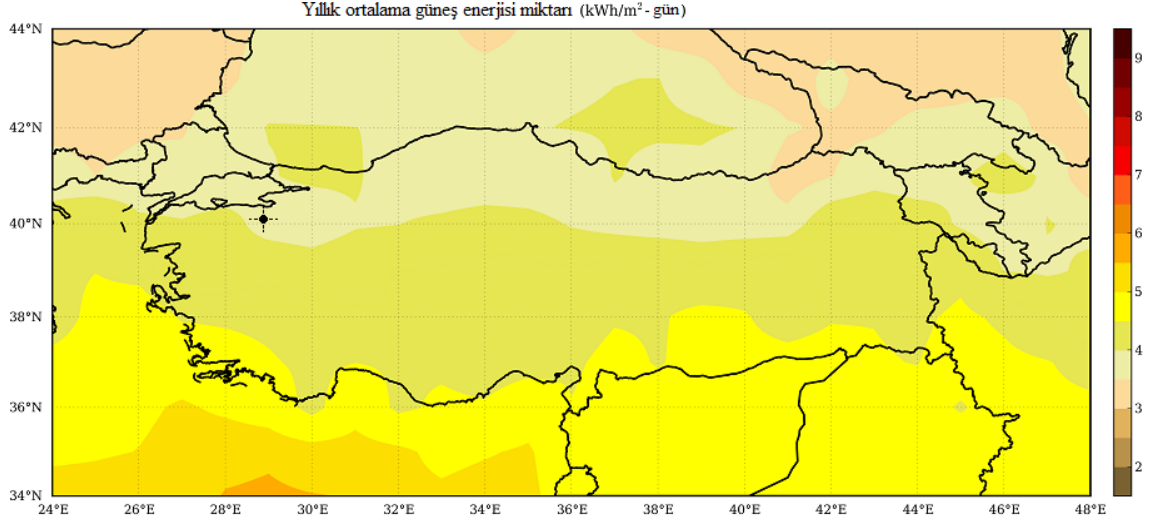 Yıllık ortalama güneş enerjisi miktarı (kWh/m² - gün)
44°N
42°N
40°N
38°N
36°N
34°N
24°E 26°E 28°E 30°E 32°E 34°E 36°E 38°E 40°E 42°E 44°E 46°E 48°E
9
8
7
6
5
4
3
2